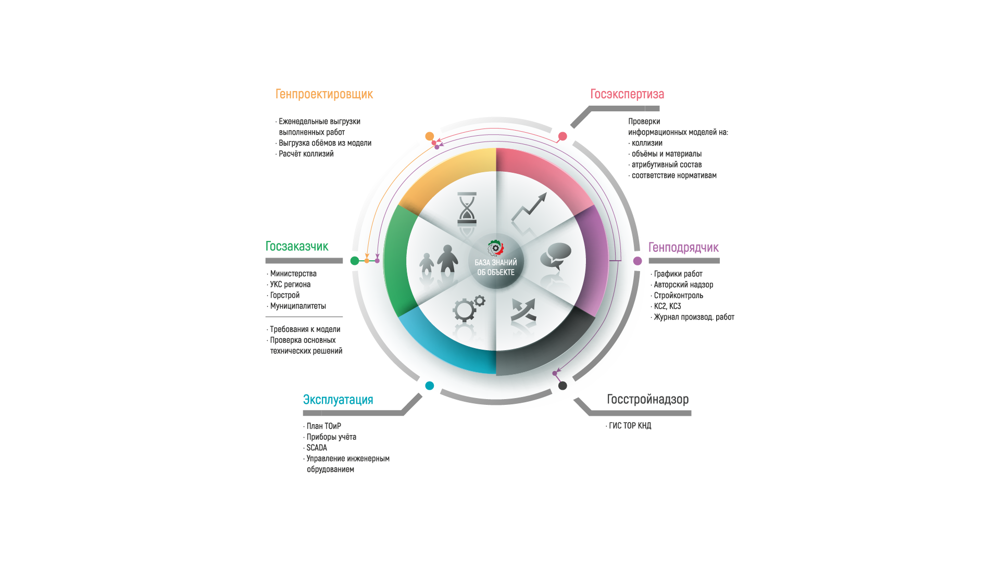 Генпроектировщик
· Еженедельные выгрузки
выполненных работ
· Выгрузка обёмов из модели
· Расчёт коллизий
Госэкспертиза
Проверки
информационных моделей на:
· коллизии
· объёмы и материалы
· атрибутивный состав
· соответствие нормативам
Госзаказчик
· Министерства
· УКС региона
· Горстрой
· Муниципалитеты
· Требования к модели
· Проверка основных
технических решений
БАЗА ЗНАНИЙ
ОБ ОБЪЕКТЕ
Генподрядчик
· Графики работ
· Авторский надзор
· Стройконтроль
· КС2, КС3
· Журнал производ. работ
Эксплуатация
· План ТОиР
· Приборы учёта
· SCADA
· Управление инженерным
обрудованием
Госстройнадзор
· ГИС ТОР КНД